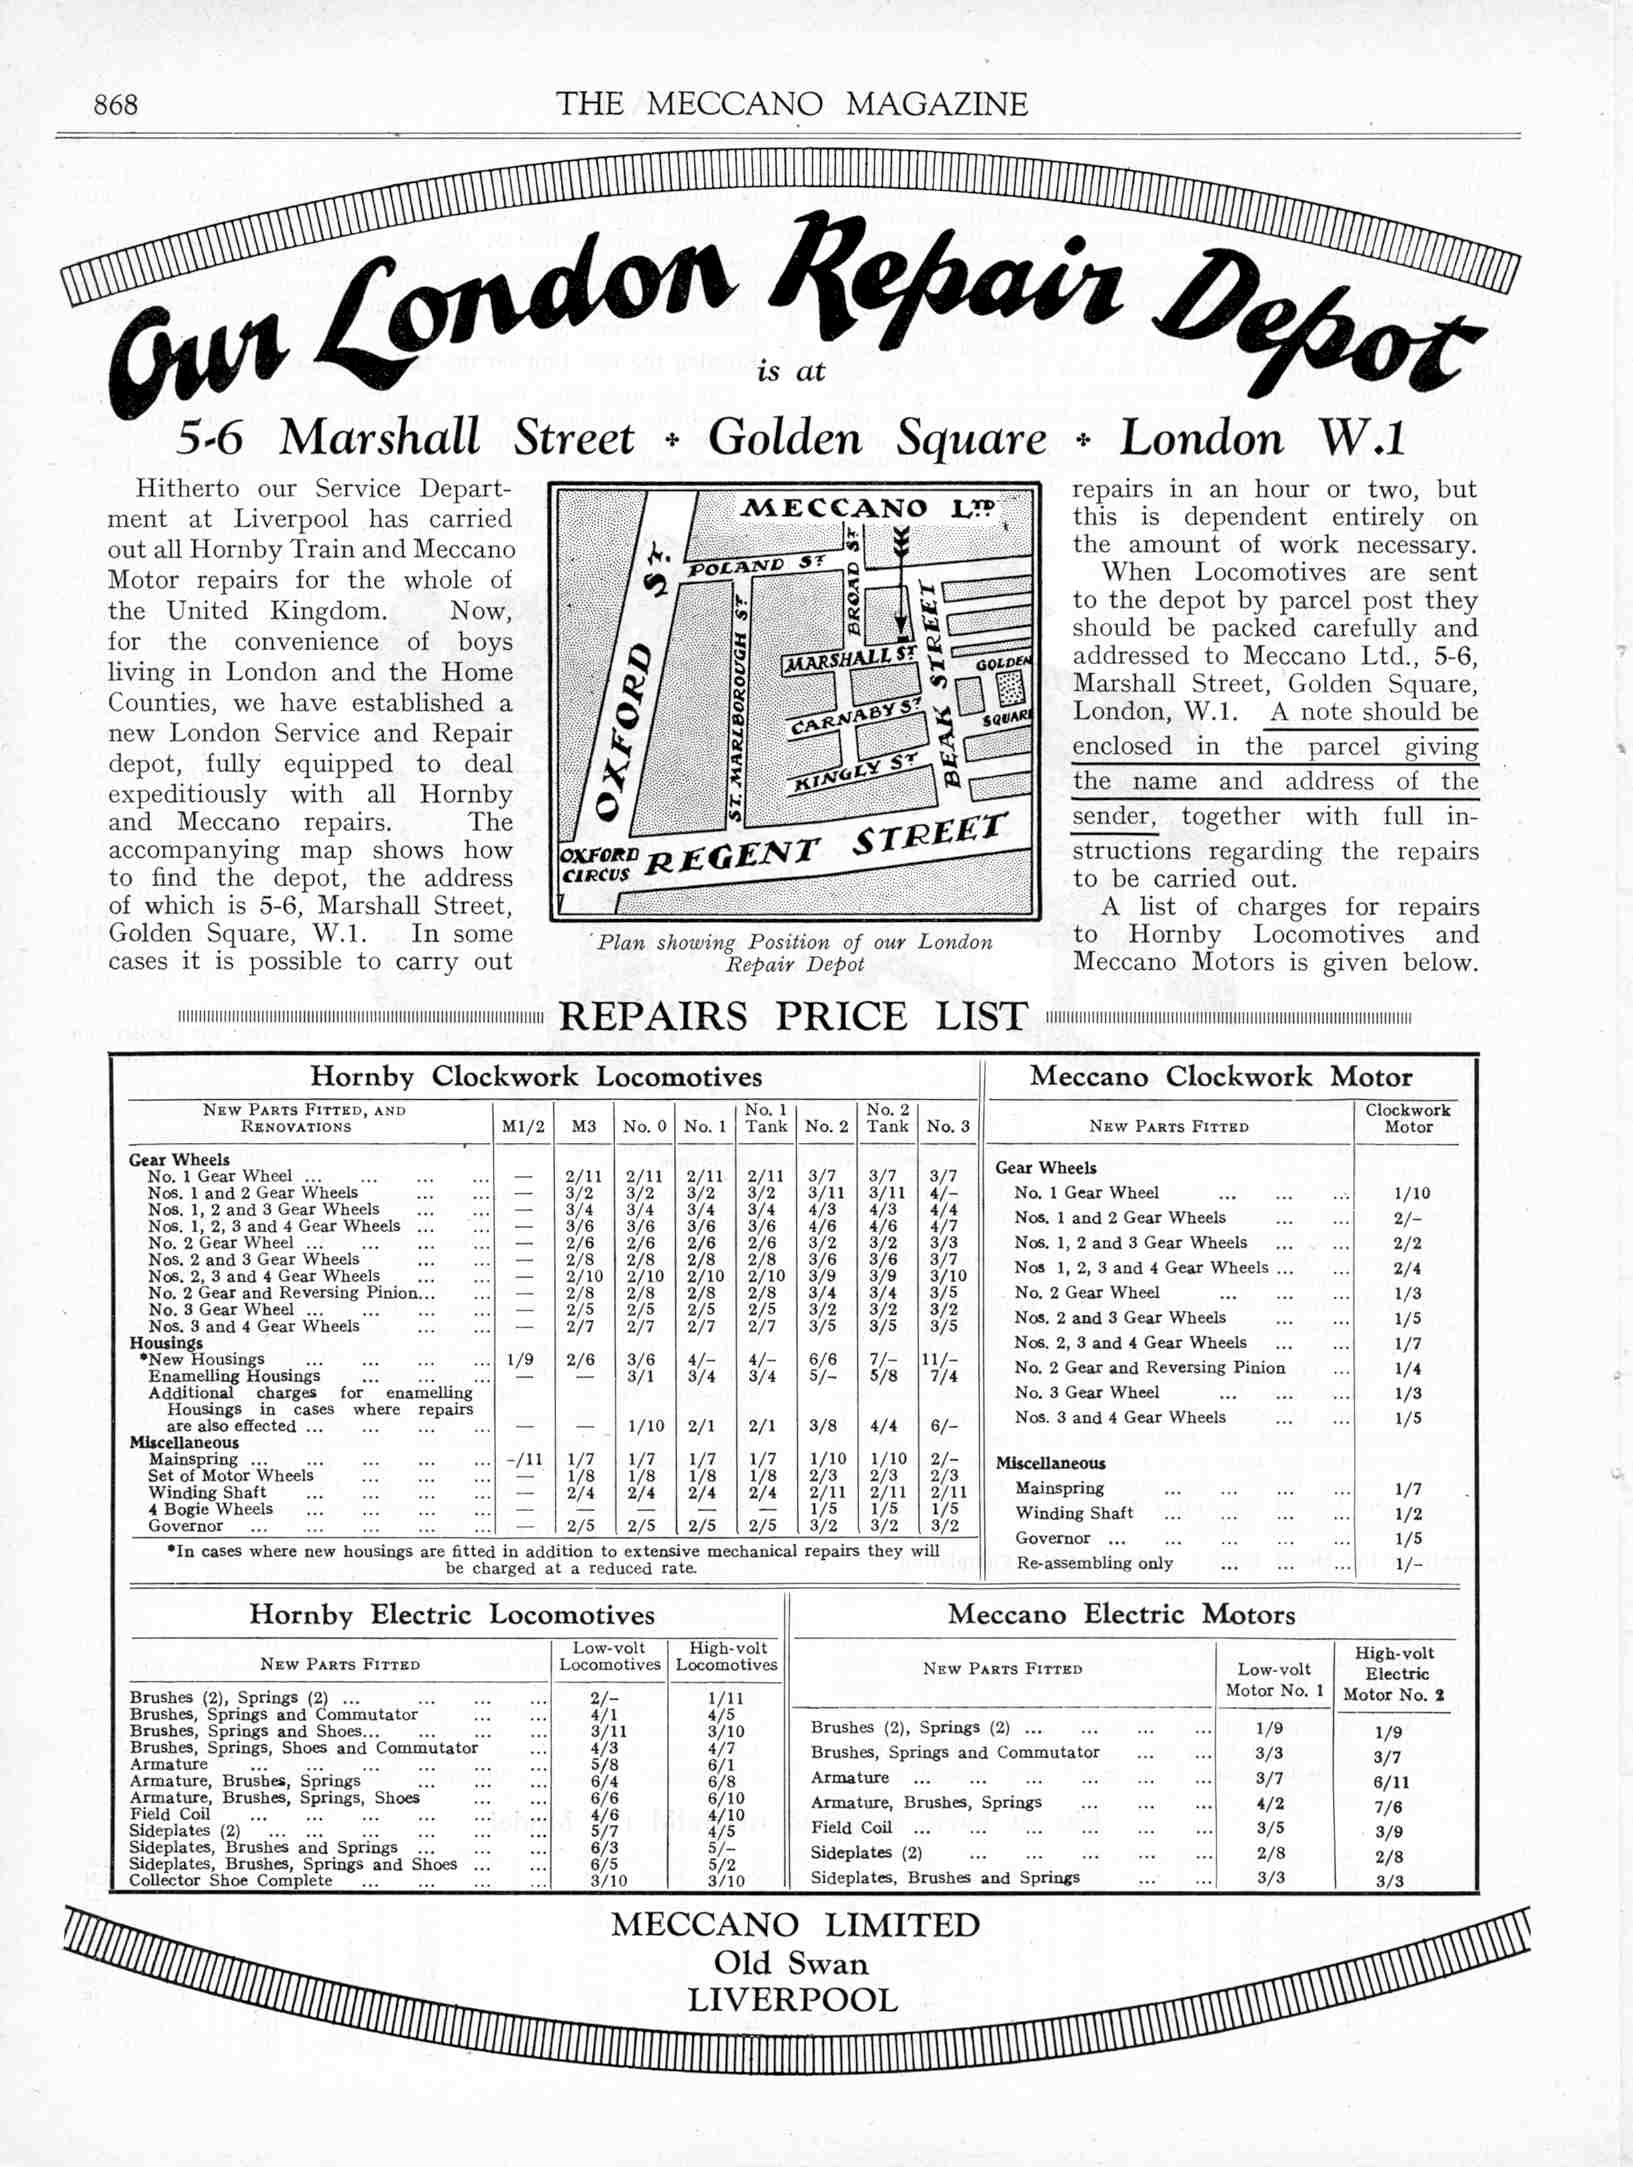 868
THE MECCANO MAGAZINE
Our London Repair Depot
is at
5-6 Marshall Street + Golden Square + London W.1
Hitherto our Service Depart-
ment at Liverpool has carried
out all Hornby Train and Meccano
Motor repairs for the whole of
the United Kingdom. Now,
for the convenience of boys
living in London and the Home
Counties, we have established a
new London Service and Repair
depot, fully equipped to deal
expeditiously with all Hornby
and Meccano repairs. The
accompanying map shows how
to find the depot, the address
of which is 5-6, Marshall Street,
Golden Square, W.1. In some
cases it is possible to carry out
MECCANO LTD
OXFORD ST.
POLAND ST
BROAD ST
ST. MARLBOROUGH ST
MARSHALL ST
CARNABY ST
KINGLY ST
BEAK STREET
GOLDEN
SQUARE
OXFORD
CIRCUS
REGENT STREET
Plan showing Position of our London
Repair Depot
repairs in an hour or two, but
this is dependent entirely on
the amount of work necessary.
When Locomotives are sent
to the depot by parcel post they
should be packed carefully and
addressed to Meccano Ltd., 5-6,
Marshall Street, Golden Square,
London, W.1. A note should be
enclosed in the parcel giving
the name and address of the
sender, together with full in-
structions regarding the repairs
to be carried out.
A list of charges for repairs
to Hornby Locomotives and
Meccano Motors is given below.
REPAIRS PRICE LIST
Hornby Clockwork Locomotives
NEW PARTS FITTED, AND
RENOVATIONS
M1/2 M3 No. 0 No. 1 No. 1 Tank No. 2 No. 2 Tank No. 3
Gear Wheels
No. 1 Gear Wheel ... ... ... ... — 2/11 2/11 2/11 2/11 3/7 3/7 3/7
Nos. 1 and 2 Gear Wheels ... ... — 3/2 3/2 3/2 3/2 3/11 3/11 4/-
Nos. 1, 2 and 3 Gear Wheels ... ... — 3/4 3/4 3/4 3/4 4/3 4/3 4/4
Nos. 1, 2, 3 and 4 Gear Wheels ... ... — 3/6 3/6 3/6 3/6 4/6 4/6 4/7
No. 2 Gear Wheel ... ... ... ... — 2/6 2/6 2/6 2/6 3/2 3/2 3/3
Nos. 2 and 3 Gear Wheels ... ... — 2/8 2/8 2/8 2/8 3/6 3/6 3/7
Nos. 2, 3 and 4 Gear Wheels ... ... — 2/10 2/10 2/10 2/10 3/9 3/9 3/10
No. 2 Gear and Reversing Pinion... ... — 2/8 2/8 2/8 2/8 3/4 3/4 3/5
No. 3 Gear Wheel ... ... ... ... — 2/5 2/5 2/5 2/5 3/2 3/2 3/2
Nos. 3 and 4 Gear Wheels ... ... — 2/7 2/7 2/7 2/7 3/5 3/5 3/5
Housings
*New Housings ... ... ... ... 1/9 2/6 3/6 4/- 4/- 6/6 7/- 11/-
Enamelling Housings ... ... ... — — 3/1 3/4 3/4 5/- 5/8 7/4
Additional charges for enamelling
Housings in cases where repairs
are also effected ... ... ... ... — — 1/10 2/1 2/1 3/8 4/4 6/-
Miscellaneous
Mainspring ... ... ... ... ... -/11 1/7 1/7 1/7 1/7 1/10 1/10 2/-
Set of Motor Wheels ... ... ... — 1/8 1/8 1/8 1/8 2/3 2/3 2/3
Winding Shaft ... ... ... ... — 2/4 2/4 2/4 2/4 2/11 2/11 2/11
4 Bogie Wheels ... ... ... ... — — — — — 1/5 1/5 1/5
Governor ... ... ... ... ... — 2/5 2/5 2/5 2/5 3/2 3/2 3/2
*In cases where new housings are fitted in addition to extensive mechanical repairs they will
be charged at a reduced rate.
Meccano Clockwork Motor
NEW PARTS FITTED
Clockwork
Motor
Gear Wheels
No. 1 Gear Wheel ... ... ... 1/10
Nos. 1 and 2 Gear Wheels ... ... 2/-
Nos. 1, 2 and 3 Gear Wheels ... ... 2/2
Nos 1, 2, 3 and 4 Gear Wheels ... ... 2/4
No. 2 Gear Wheel ... ... ... 1/3
Nos. 2 and 3 Gear Wheels ... ... 1/5
Nos. 2, 3 and 4 Gear Wheels ... ... 1/7
No. 2 Gear and Reversing Pinion ... 1/4
No. 3 Gear Wheel ... ... ... 1/3
Nos. 3 and 4 Gear Wheels ... ... 1/5
Miscellaneous
Mainspring ... ... ... ... 1/7
Winding Shaft ... ... ... ... 1/2
Governor ... ... ... ... ... 1/5
Re-assembling only ... ... ... 1/-
Hornby Electric Locomotives
NEW PARTS FITTED
Low-volt Locomotives High-volt Locomotives
Brushes (2), Springs (2) ... ... ... ... 2/- 1/11
Brushes, Springs and Commutator ... ... 4/1 4/5
Brushes, Springs and Shoes... ... ... ... 3/11 3/10
Brushes, Springs, Shoes and Commutator ... 4/3 4/7
Armature ... ... ... ... ... ... 5/8 6/1
Armature, Brushes, Springs ... ... ... 6/4 6/8
Armature, Brushes, Springs, Shoes ... ... 6/6 6/10
Field Coil ... ... ... ... ... ... 4/6 4/10
Sideplates (2) ... ... ... ... ... ... 5/7 4/5
Sideplates, Brushes and Springs ... ... ... 6/3 5/-
Sideplates, Brushes, Springs and Shoes ... ... 6/5 5/2
Collector Shoe Complete ... ... ... ... 3/10 3/10
Meccano Electric Motors
NEW PARTS FITTED
Low-volt Motor No. 1 High-volt Electric Motor No. 2
Brushes (2), Springs (2) ... ... ... ... 1/9 1/9
Brushes, Springs and Commutator ... ... 3/3 3/7
Armature ... ... ... ... ... ... 3/7 6/11
Armature, Brushes, Springs ... ... ... 4/2 7/6
Field Coil ... ... ... ... ... ... 3/5 3/9
Sideplates (2) ... ... ... ... ... 2/8 2/8
Sideplates, Brushes and Springs ... ... 3/3 3/3
MECCANO LIMITED
Old Swan
LIVERPOOL